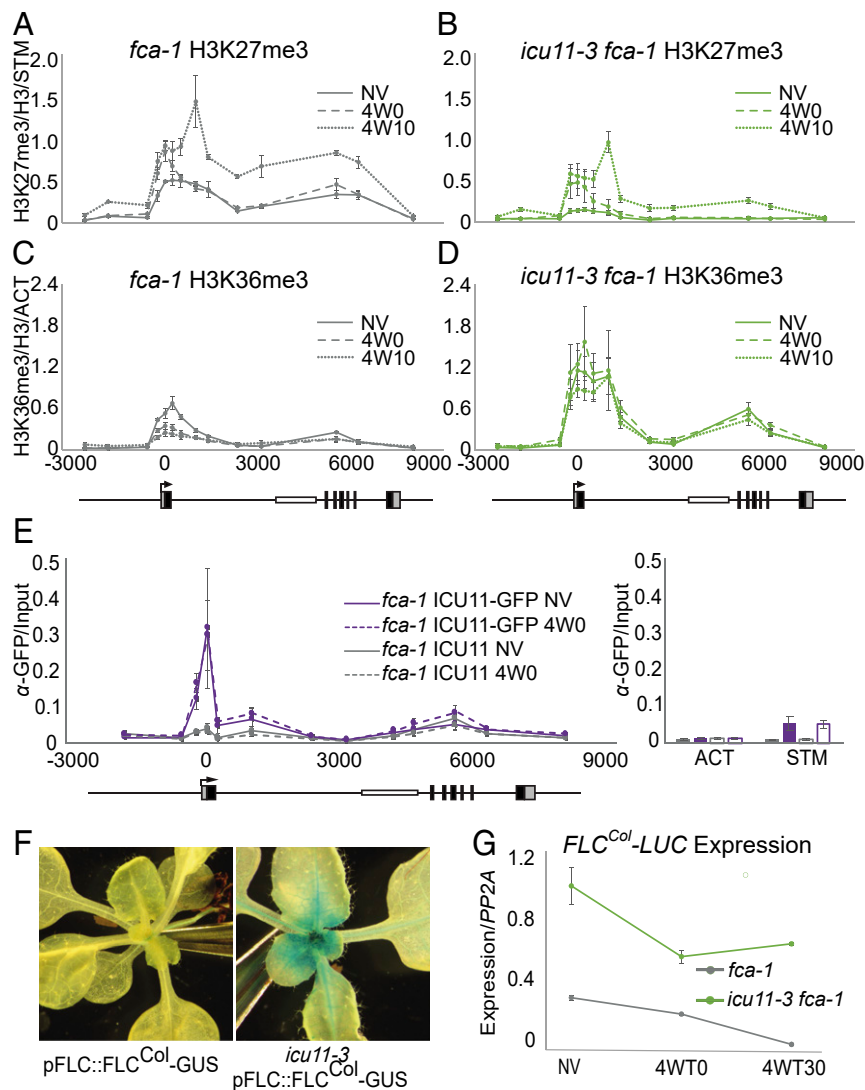 A
fca-1 H3K27me3
H3K27me3/H3/STM
2.0
1.5
1.0
0.5
0
NV
4W0
4W10
B
icu11-3 fca-1 H3K27me3
2.0
1.5
1.0
0.5
0
NV
4W0
4W10
C
fca-1 H3K36me3
H3K36me3/H3/ACT
2.4
1.8
1.2
0.6
0
NV
4W0
4W10
-3000 0 3000 6000 9000
D
icu11-3 fca-1 H3K36me3
2.4
1.8
1.2
0.6
0
NV
4W0
4W10
-3000 0 3000 6000 9000
E
α-GFP/Input
0.5
0.4
0.3
0.2
0.1
0
fca-1 ICU11-GFP NV
fca-1 ICU11-GFP 4W0
fca-1 ICU11 NV
fca-1 ICU11 4W0
-3000 0 3000 6000 9000
α-GFP/Input
0.5
0.4
0.3
0.2
0.1
0
ACT STM
F
pFLC::FLC^Col-GUS
icu11-3
pFLC::FLC^Col-GUS
G
FLC^Col-LUC Expression
Expression/PP2A
1.2
0.8
0.4
0
fca-1
icu11-3 fca-1
NV 4WT0 4WT30